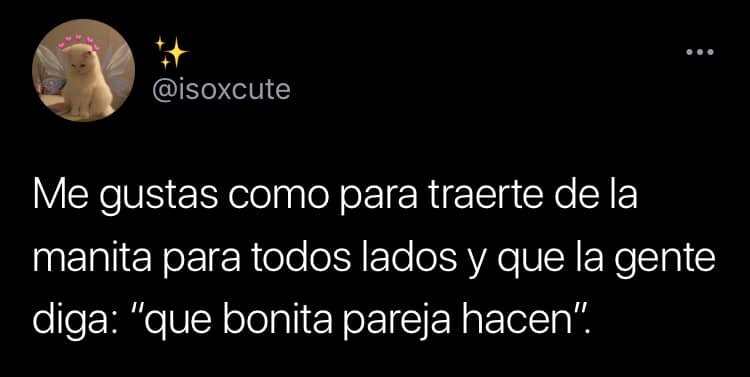 ✨
@isoxcute
Me gustas como para traerte de la
manita para todos lados y que la gente
diga: “que bonita pareja hacen”.